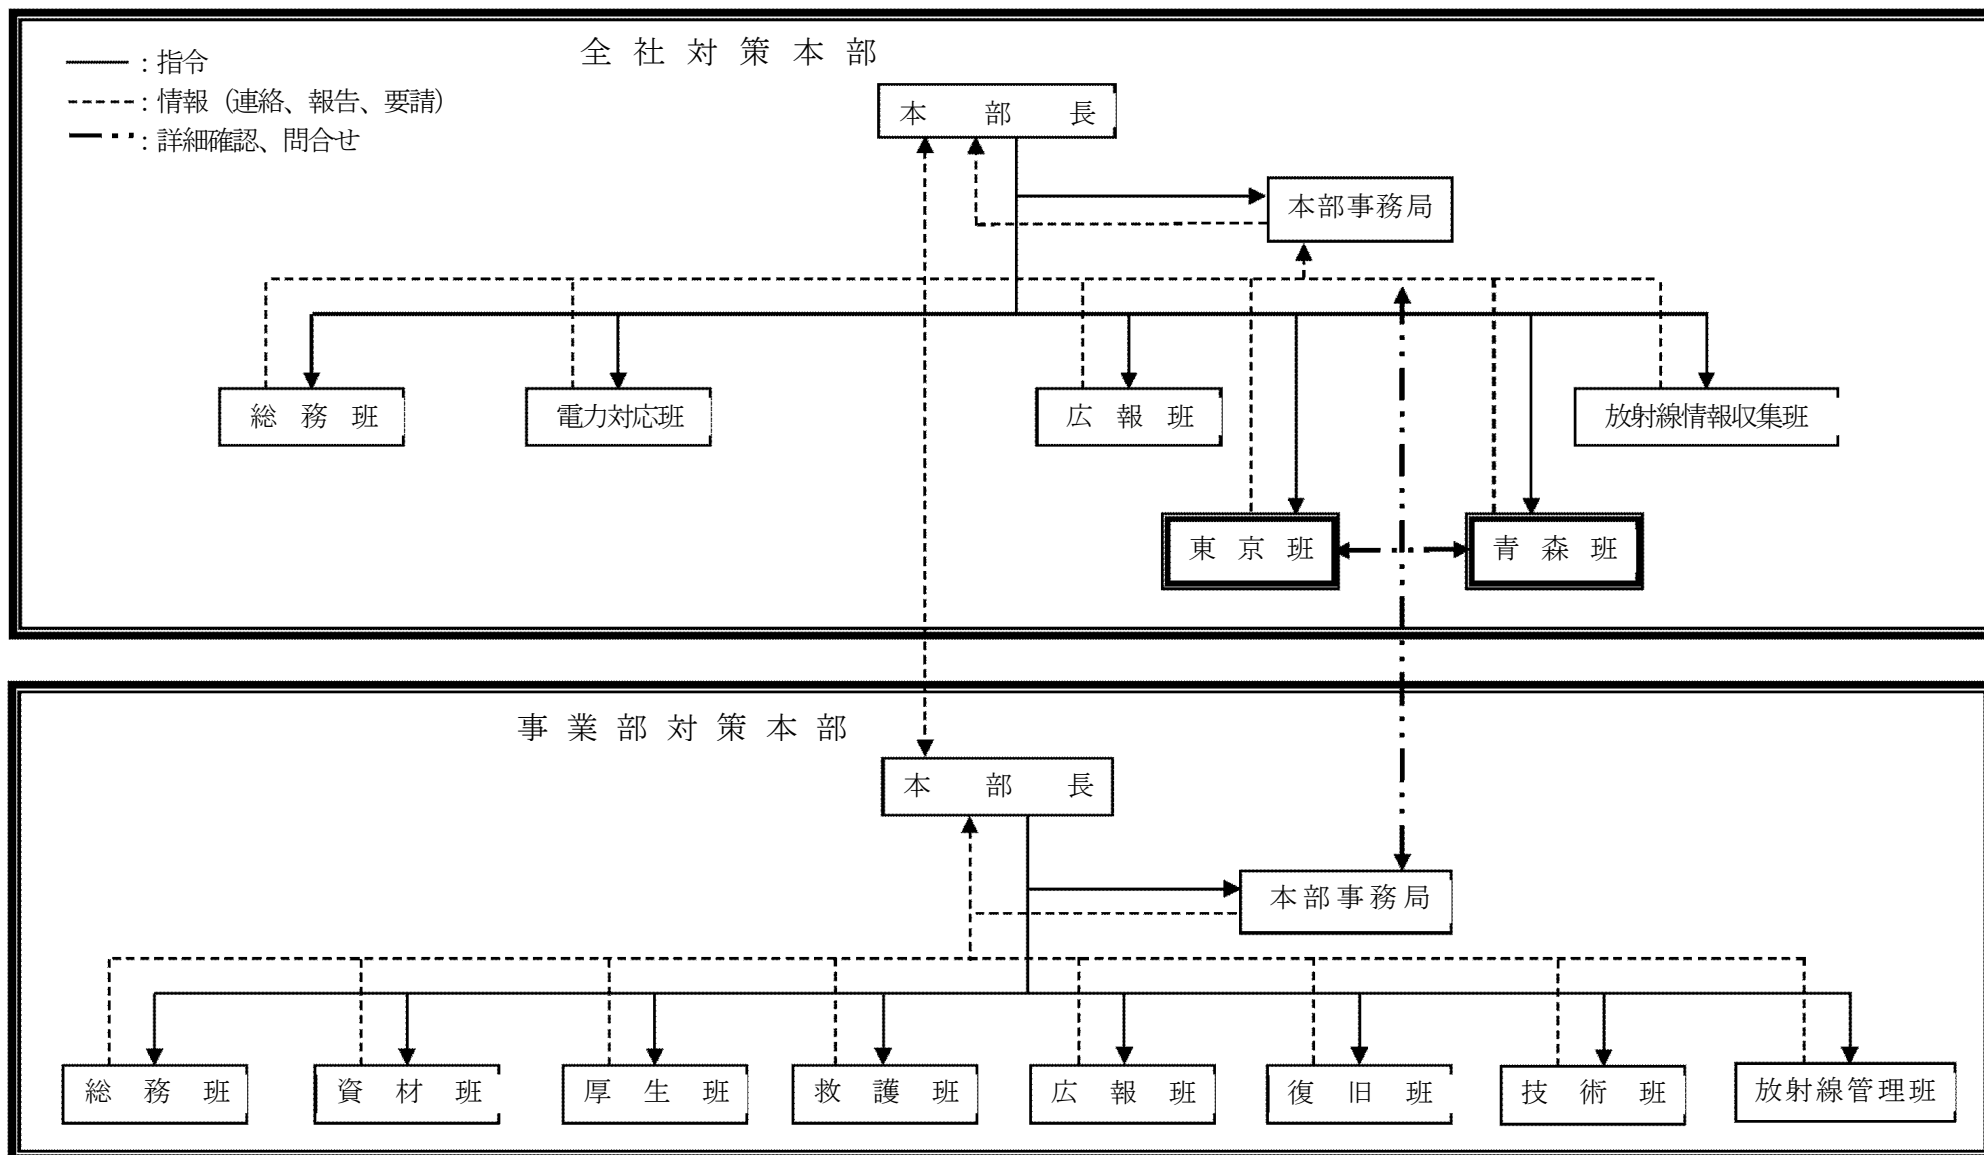 全社対策本部
：指令
：情報（連絡、報告、要請）
：詳細確認、問合せ
本部長
本部事務局
総務班
電力対応班
広報班
放射線情報収集班
東京班
青森班
事業部対策本部
本部長
本部事務局
総務班
資材班
厚生班
救護班
広報班
復旧班
技術班
放射線管理班